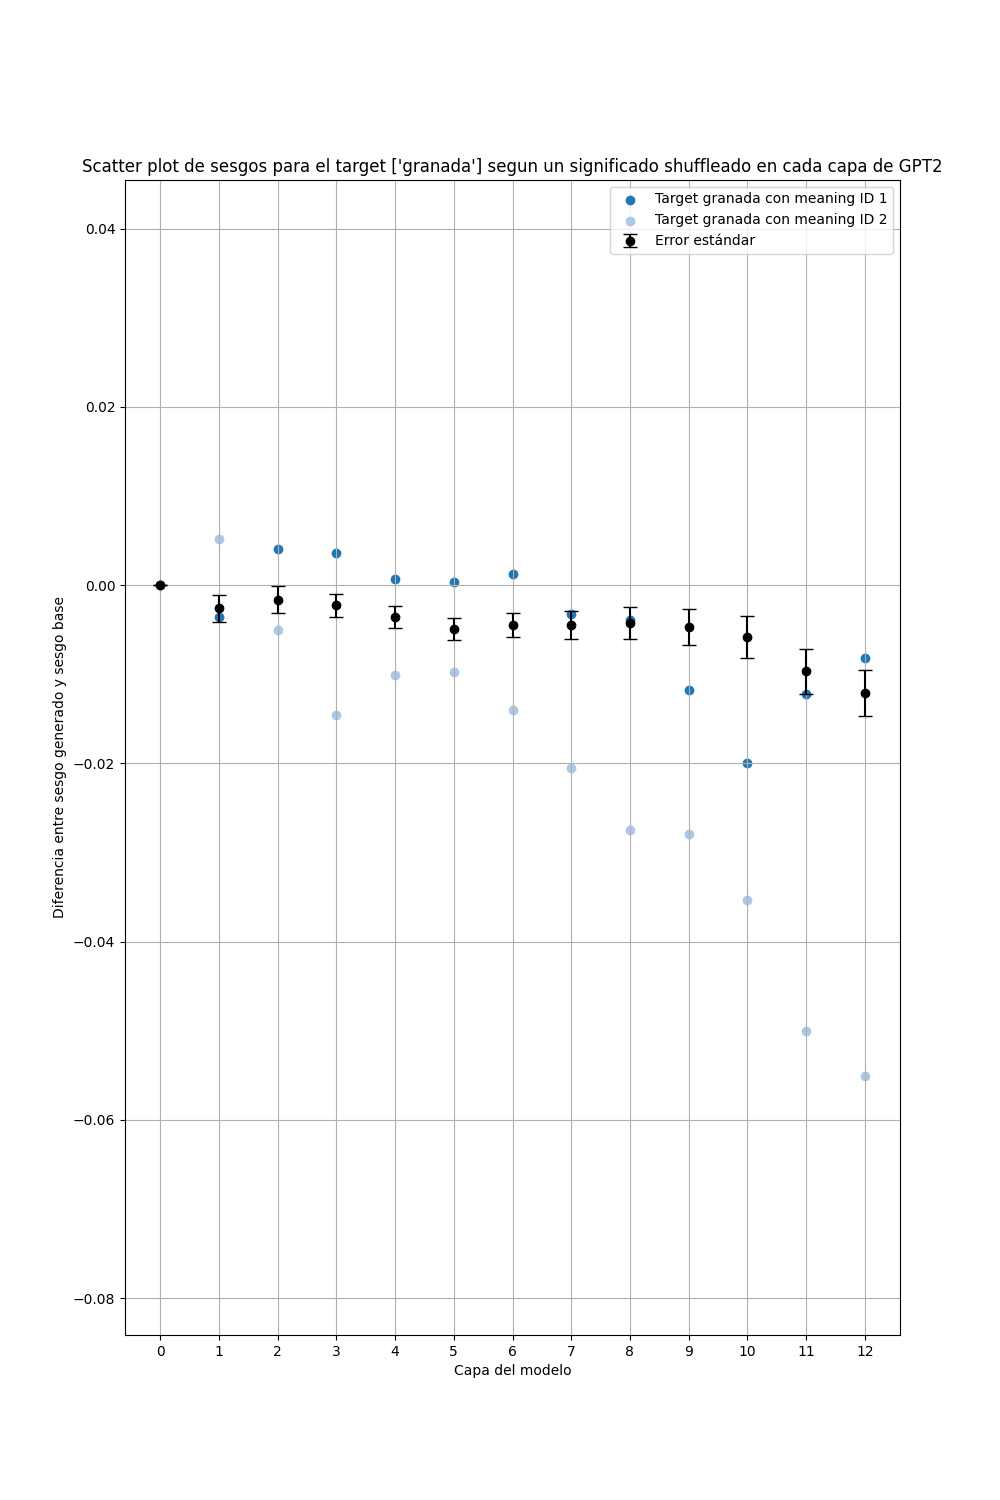 Scatter plot de sesgos para el target ['granada'] segun un significado shuffleado en cada capa de GPT2
Target granada con meaning ID 1
Target granada con meaning ID 2
Error estándar
0.04
0.02
0.00
−0.02
−0.04
−0.06
−0.08
Diferencia entre sesgo generado y sesgo base
0 1 2 3 4 5 6 7 8 9 10 11 12
Capa del modelo